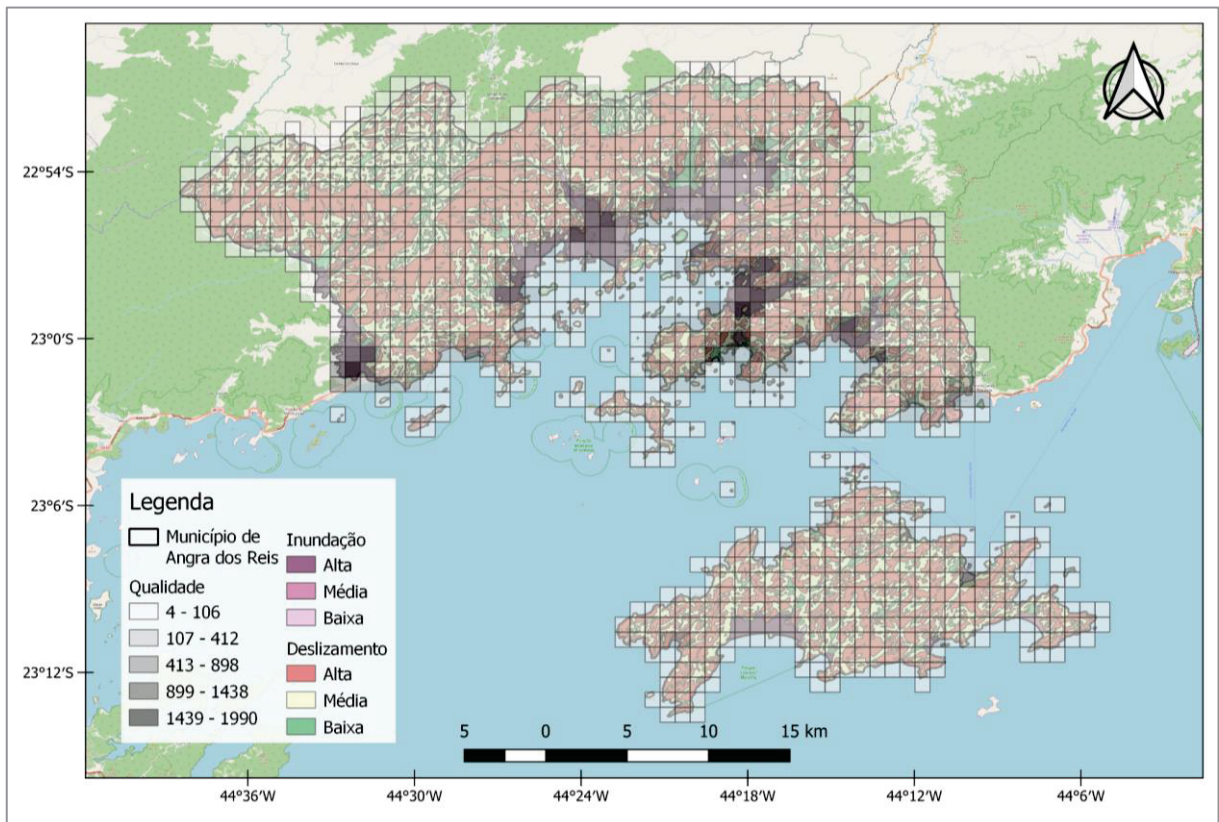 22°54'S
23°0'S
23°6'S
23°12'S
Legenda
Município de
Angra dos Reis
Qualidade
4 - 106
107 - 412
413 - 898
899 - 1438
1439 - 1990
Inundação
Alta
Média
Baixa
Deslizamento
Alta
Média
Baixa
5 0 5 10 15 km
44°36'W 44°30'W 44°24'W 44°18'W 44°12'W 44°6'W